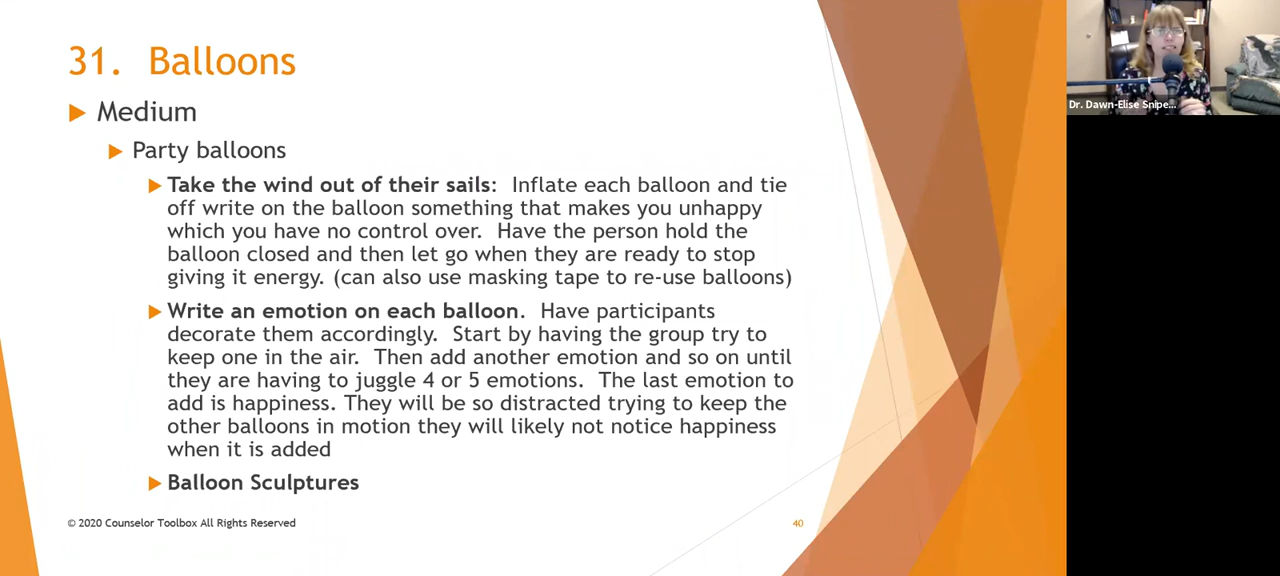 31. Balloons
Medium
Party balloons
Take the wind out of their sails: Inflate each balloon and tie
off write on the balloon something that makes you unhappy
which you have no control over. Have the person hold the
balloon closed and then let go when they are ready to stop
giving it energy. (can also use masking tape to re-use balloons)
Write an emotion on each balloon. Have participants
decorate them accordingly. Start by having the group try to
keep one in the air. Then add another emotion and so on until
they are having to juggle 4 or 5 emotions. The last emotion to
add is happiness. They will be so distracted trying to keep the
other balloons in motion they will likely not notice happiness
when it is added
Balloon Sculptures
© 2020 Counselor Toolbox All Rights Reserved
40
Dr. Dawn-Elise Snipe...